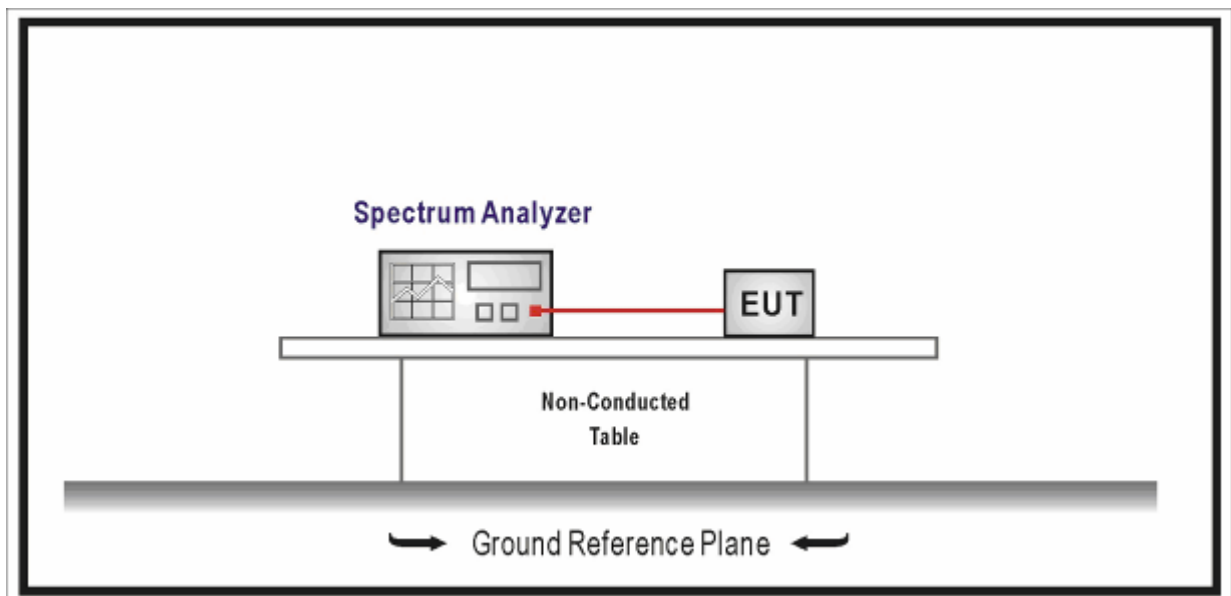 Spectrum Analyzer
EUT
Non-Conducted
Table
Ground Reference Plane